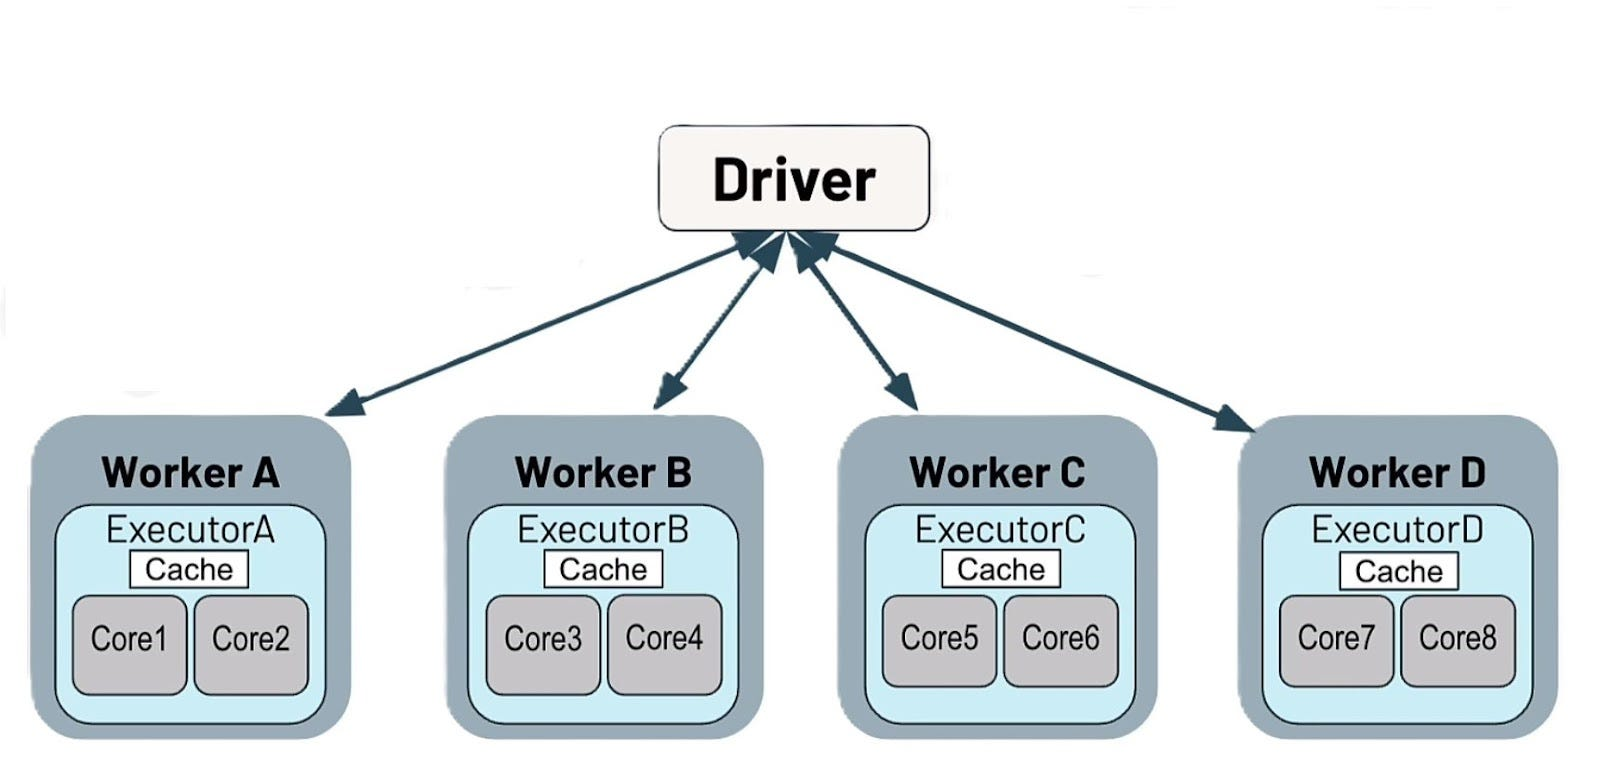 Driver
Worker A
ExecutorA
Cache
Core1 Core2
Worker B
ExecutorB
Cache
Core3 Core4
Worker C
ExecutorC
Cache
Core5 Core6
Worker D
ExecutorD
Cache
Core7 Core8